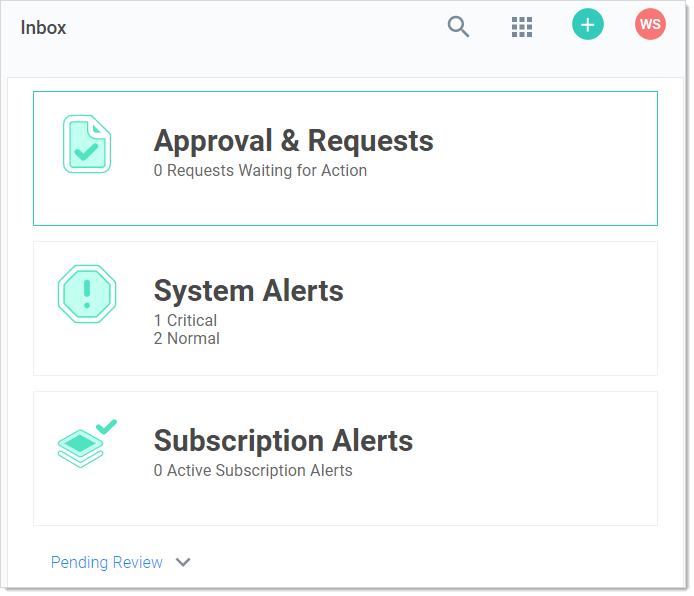 Inbox
WS
Approval & Requests
0 Requests Waiting for Action
System Alerts
1 Critical
2 Normal
Subscription Alerts
0 Active Subscription Alerts
Pending Review